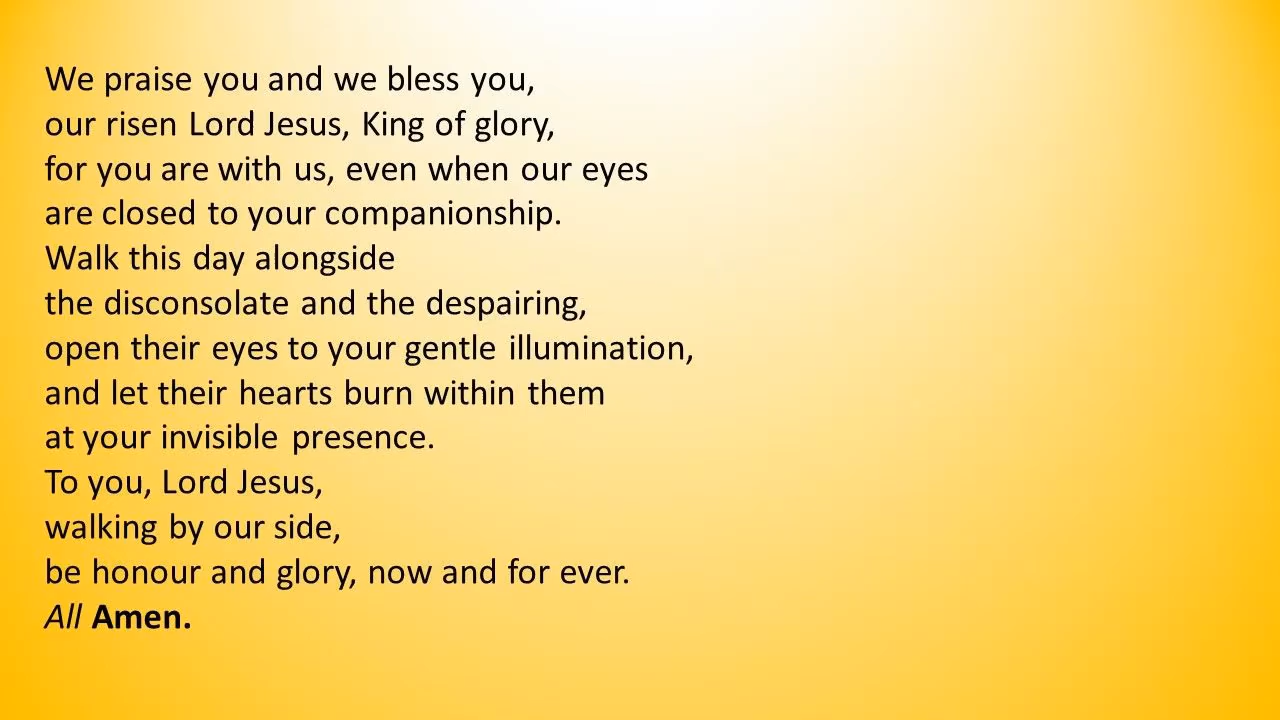 We praise you and we bless you,
our risen Lord Jesus, King of glory,
for you are with us, even when our eyes
are closed to your companionship.
Walk this day alongside
the disconsolate and the despairing,
open their eyes to your gentle illumination,
and let their hearts burn within them
at your invisible presence.
To you, Lord Jesus,
walking by our side,
be honour and glory, now and for ever.
All Amen.